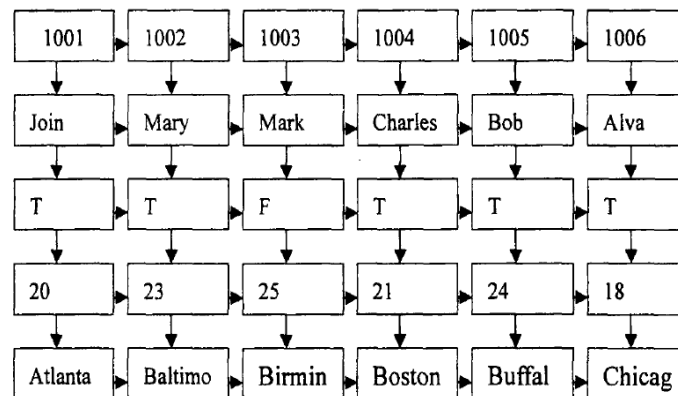 1001 1002 1003 1004 1005 1006
Join Mary Mark Charles Bob Alva
T T F T T T
20 23 25 21 24 18
Atlanta Baltimo Birmin Boston Buffal Chicag